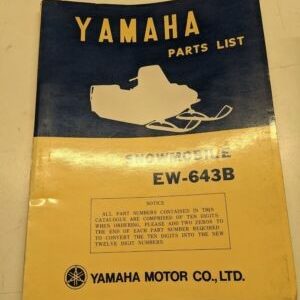 YAMAHA
PARTS LIST
SNOWMOBILE
EW-643B
NOTICE
ALL PART NUMBERS CONTAINED IN THIS
CATALOGUE ARE COMPRISED OF TEN DIGITS
WHEN ORDERING, PLEASE ADD TWO ZEROS TO
THE END OF EACH PART NUMBER REQUIRED
TO CONVERT THE TEN DIGITS INTO THE NEW
TWELVE DIGIT NUMBERS
YAMAHA MOTOR CO., LTD.